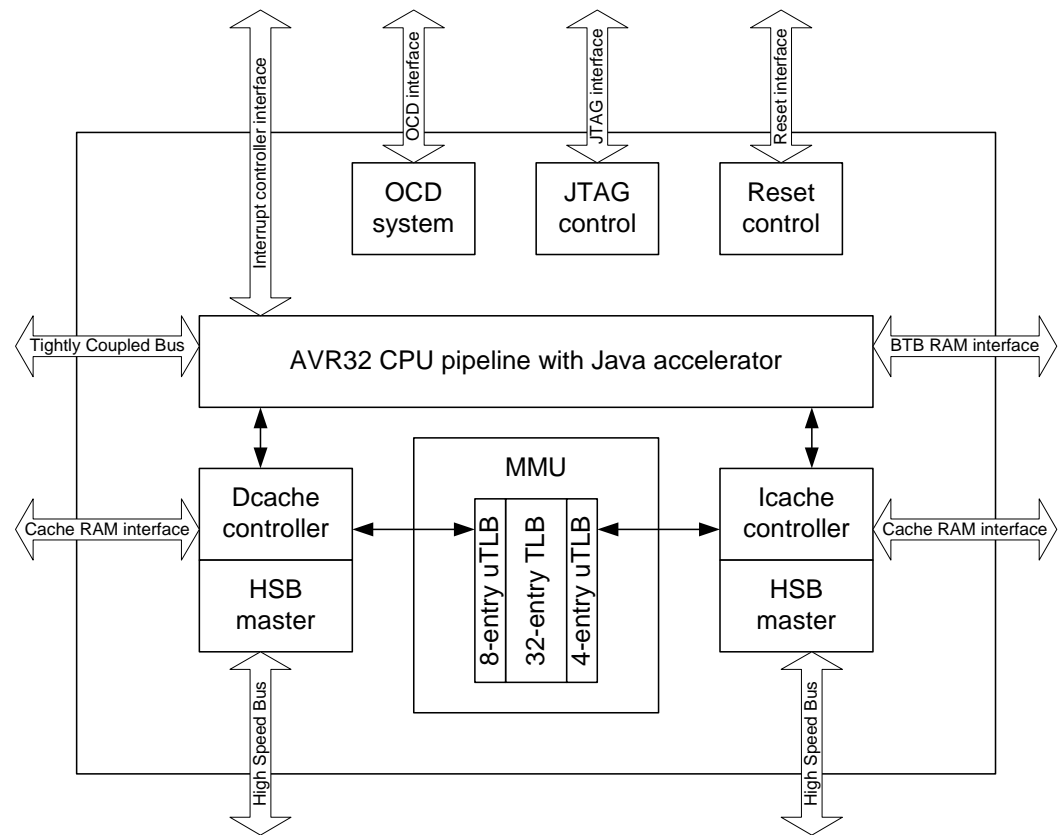 Interrupt controller interface
OCD interface
JTAG interface
Reset interface
OCD
system
JTAG
control
Reset
control
Tightly Coupled Bus
AVR32 CPU pipeline with Java accelerator
BTB RAM interface
MMU
Dcache
controller
8-entry uTLB
32-entry TLB
4-entry uTLB
Icache
controller
Cache RAM interface
Cache RAM interface
HSB
master
HSB
master
High Speed Bus
High Speed Bus